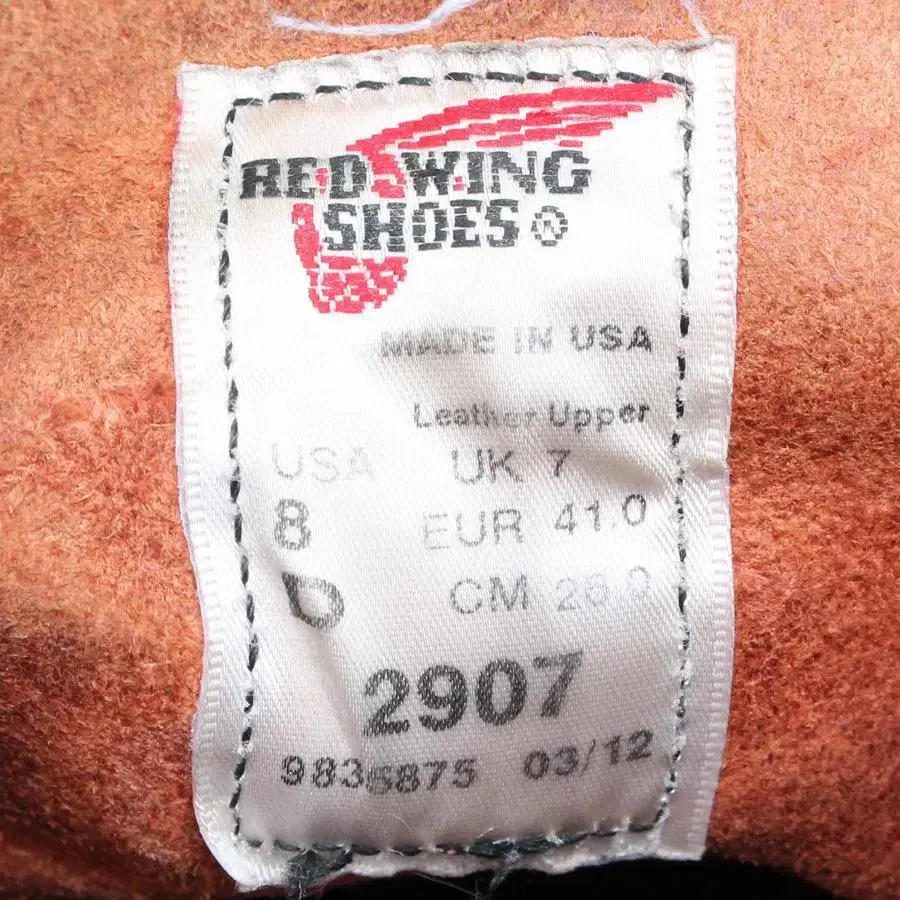 RED WING
SHOES®
MADE IN USA
Leather Upper
USA UK 7
8 EUR 41.0
D CM 26.0
2907
9835875 03/12